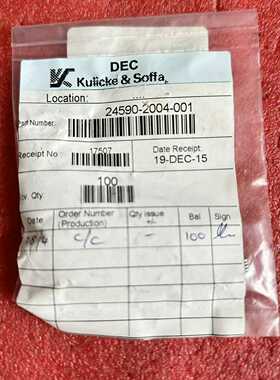 DEC
Kulicke & Soffa
Location:
Part Number: 24590-2004-001
Receipt No 17507 Date Receipt
19-DEC-15
Qty 100
Date Order Number (Production) Qty issue +/- Bal Sign
c/c - 100